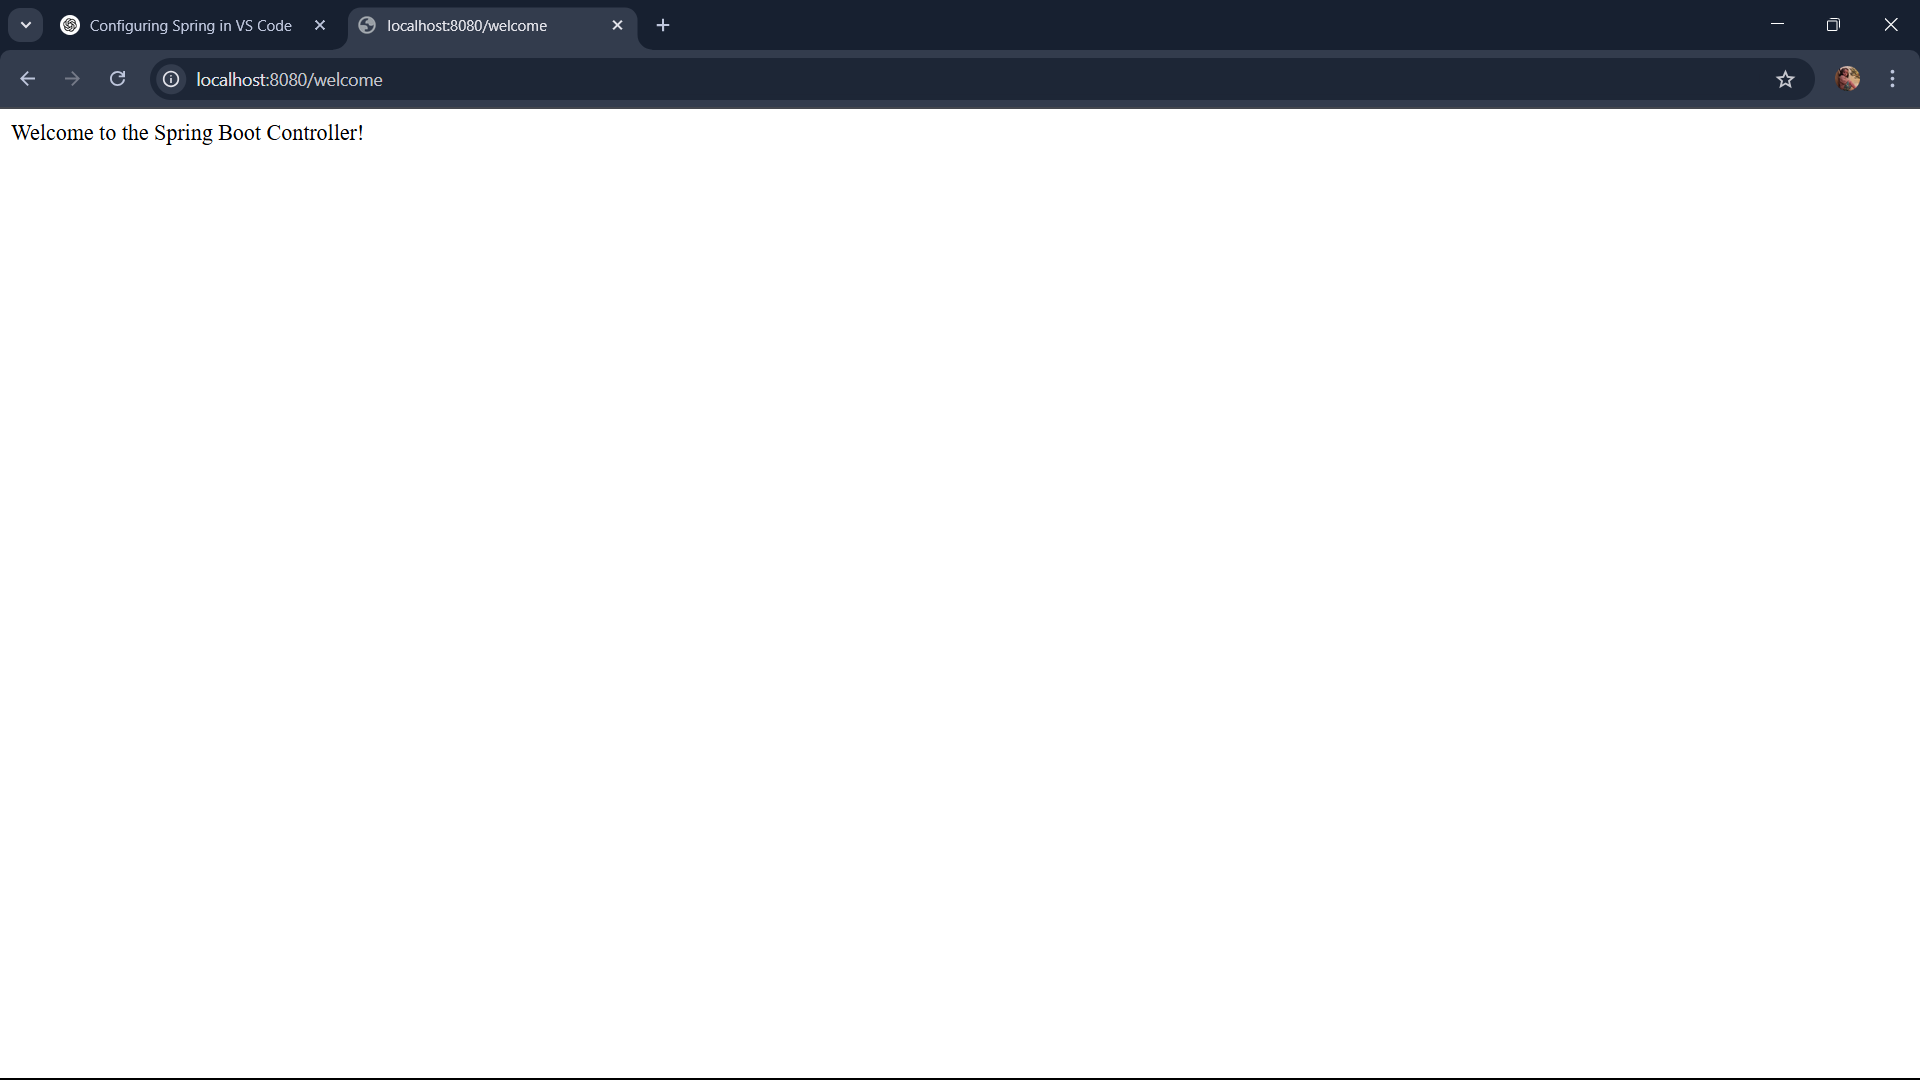 Configuring Spring in VS Code
localhost:8080/welcome
localhost:8080/welcome
Welcome to the Spring Boot Controller!